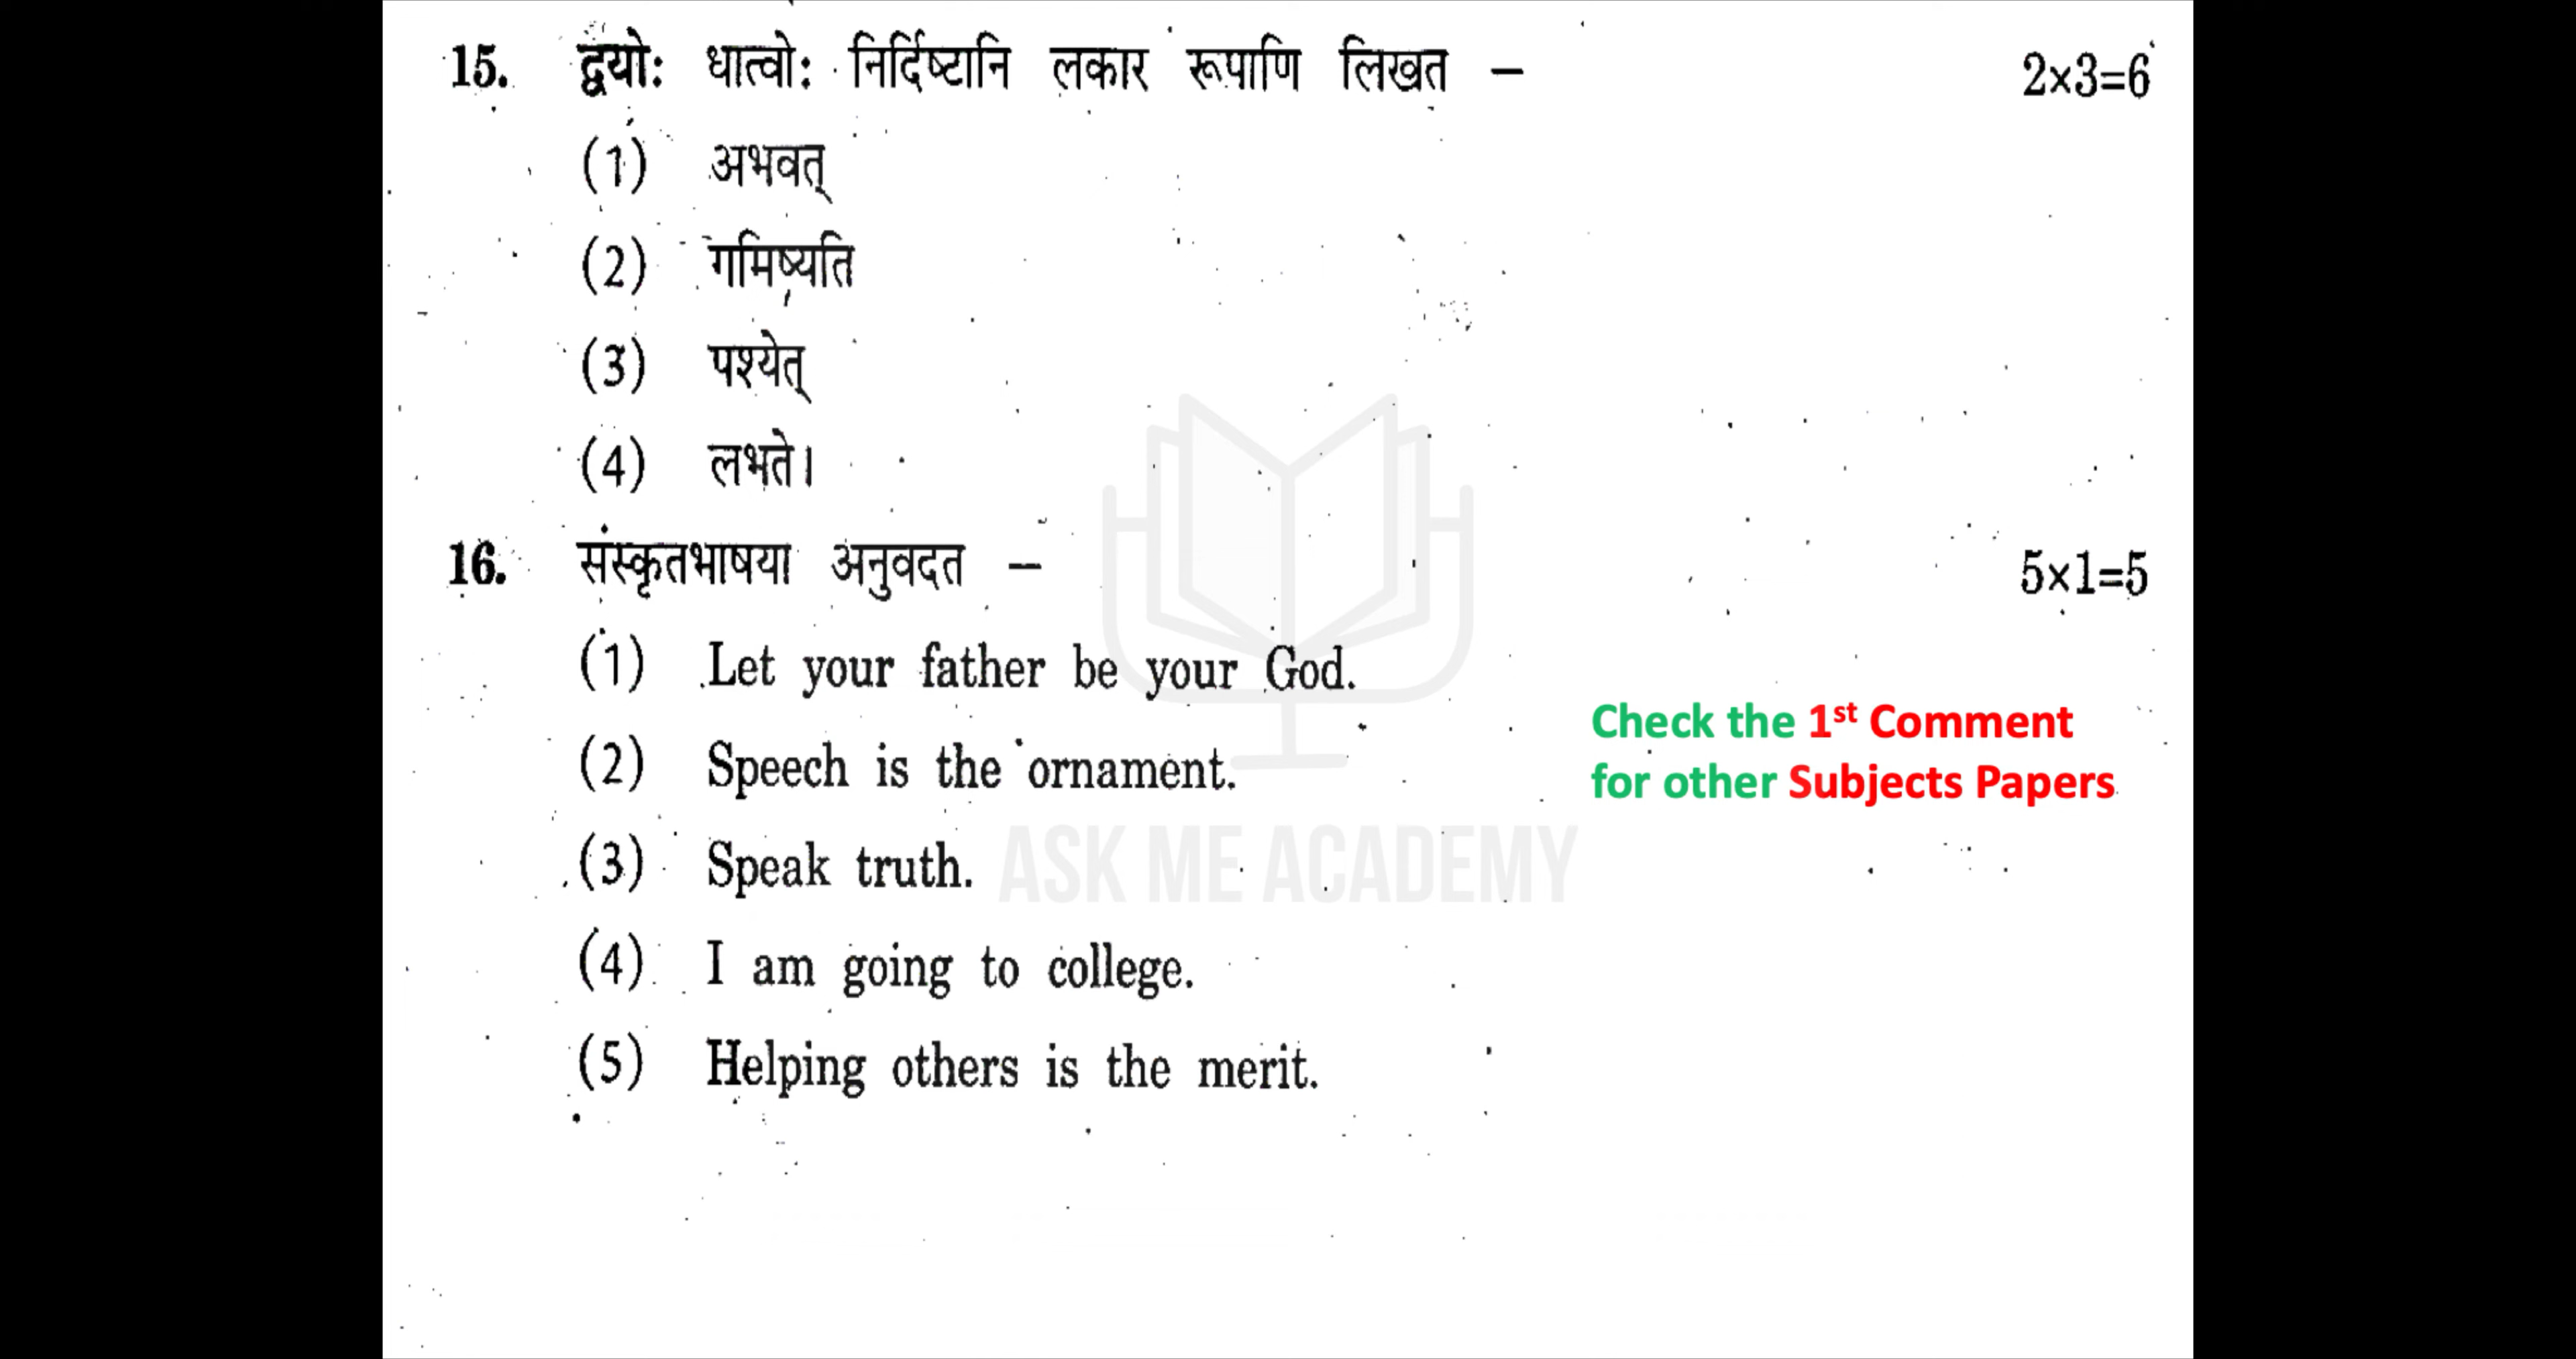 15. द्वयोः धात्वोः निर्दिष्टानि लकार रूपाणि लिखत – 2×3=6
(1) अभवत्
(2) गमिष्यति
(3) पश्येत्
(4) लभते।
16. संस्कृतभाषया अनुवदत – 5×1=5
(1) Let your father be your God.
(2) Speech is the ornament.
(3) Speak truth.
(4) I am going to college.
(5) Helping others is the merit.
Check the 1st Comment
for other Subjects Papers
ASK ME ACADEMY